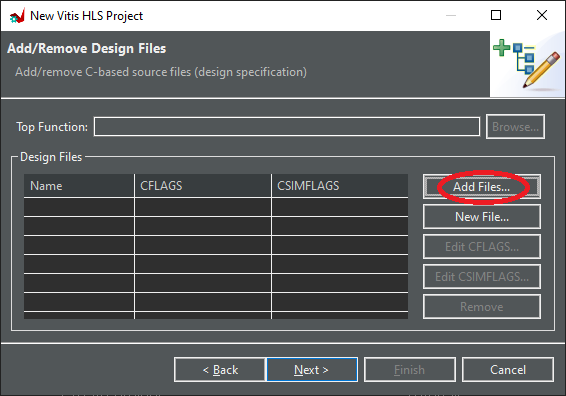 New Vitis HLS Project
Add/Remove Design Files
Add/remove C-based source files (design specification)
Top Function:
Browse...
Design Files
Name CFLAGS CSIMFLAGS
Add Files...
New File...
Edit CFLAGS...
Edit CSIMFLAGS...
Remove
< Back Next > Finish Cancel